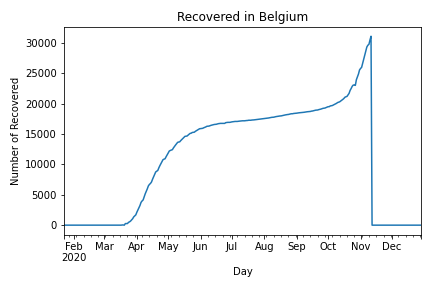 Recovered in Belgium
Number of Recovered
30000
25000
20000
15000
10000
5000
0
Feb Mar Apr May Jun Jul Aug Sep Oct Nov Dec
2020
Day